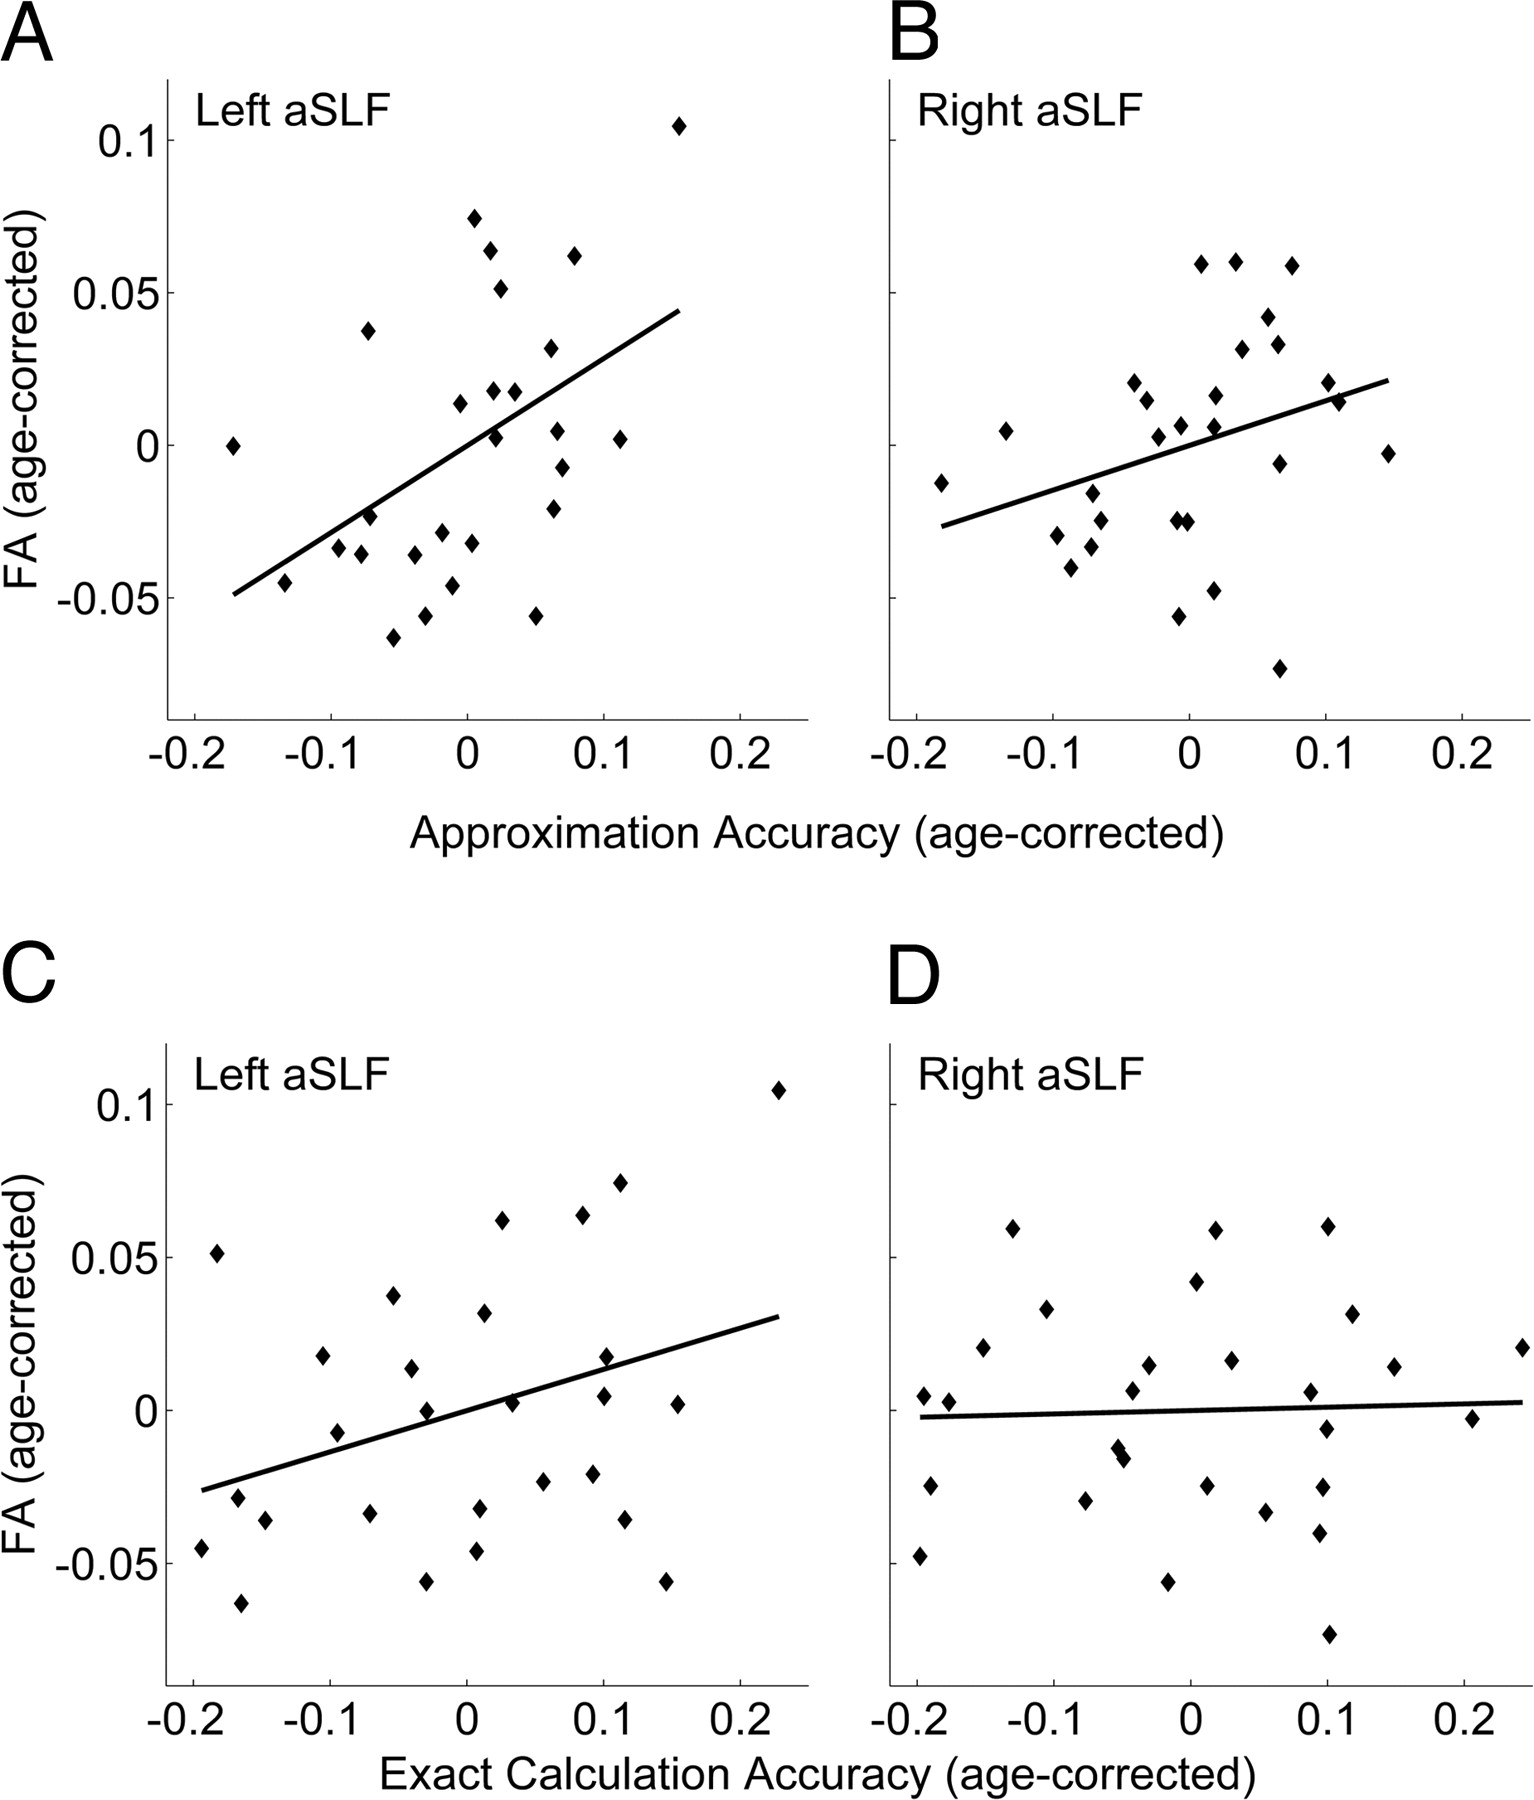 A
B
Left aSLF
Right aSLF
0.1
0.05
0
-0.05
FA (age-corrected)
-0.2 -0.1 0 0.1 0.2
-0.2 -0.1 0 0.1 0.2
Approximation Accuracy (age-corrected)
C
D
Left aSLF
Right aSLF
0.1
0.05
0
-0.05
FA (age-corrected)
-0.2 -0.1 0 0.1 0.2
-0.2 -0.1 0 0.1 0.2
Exact Calculation Accuracy (age-corrected)